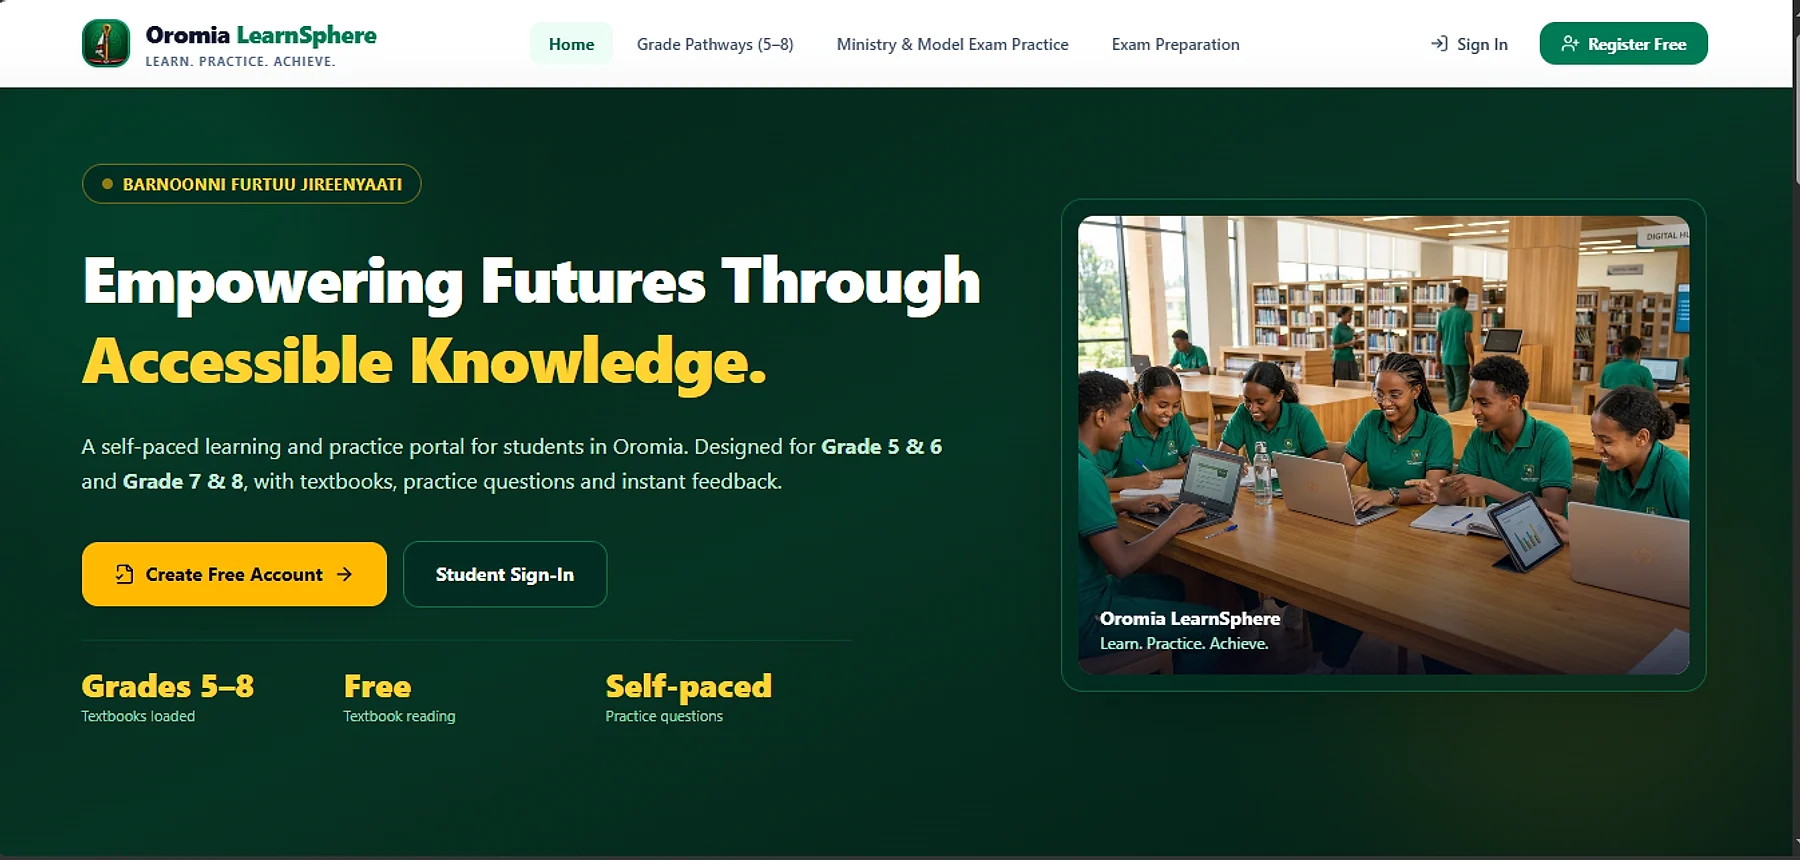 Oromia LearnSphere
LEARN. PRACTICE. ACHIEVE.
Home
Grade Pathways (5–8)
Ministry & Model Exam Practice
Exam Preparation
Sign In
Register Free
BARNOONNI FURTUU JIREENYAATI
Empowering Futures Through
Accessible Knowledge.
A self-paced learning and practice portal for students in Oromia. Designed for Grade 5 & 6
and Grade 7 & 8, with textbooks, practice questions and instant feedback.
Create Free Account
Student Sign-In
Grades 5–8
Textbooks loaded
Free
Textbook reading
Self-paced
Practice questions
DIGITAL HU
Oromia LearnSphere
Learn. Practice. Achieve.